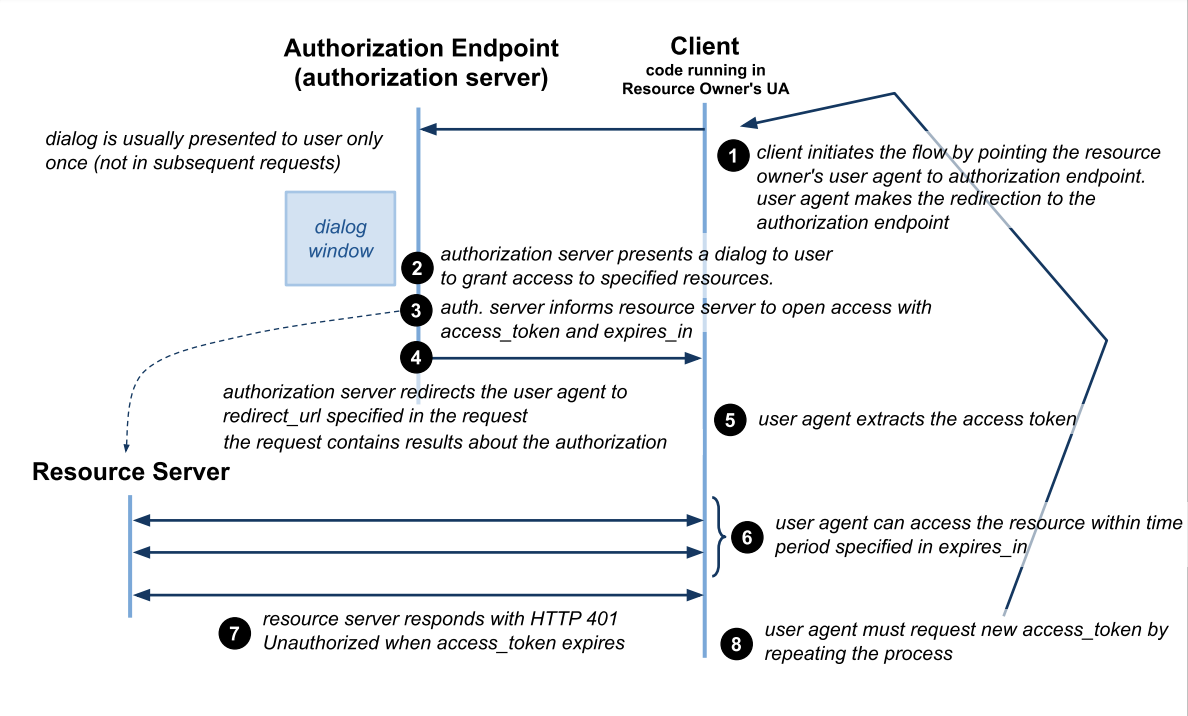 Authorization Endpoint
(authorization server)
Client
code running in
Resource Owner's UA
dialog is usually presented to user only
once (not in subsequent requests)
1
client initiates the flow by pointing the resource
owner's user agent to authorization endpoint.
user agent makes the redirection to the
authorization endpoint
dialog
window
2
authorization server presents a dialog to user
to grant access to specified resources.
3
auth. server informs resource server to open access with
access_token and expires_in
4
authorization server redirects the user agent to
redirect_url specified in the request
the request contains results about the authorization
5
user agent extracts the access token
Resource Server
6
user agent can access the resource within time
period specified in expires_in
7
resource server responds with HTTP 401
Unauthorized when access_token expires
8
user agent must request new access_token by
repeating the process